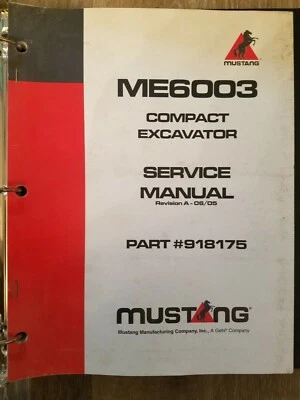 MUSTANG
ME6003
COMPACT
EXCAVATOR
SERVICE
MANUAL
Revision A - 06/05
PART #918175
MUSTANG
Mustang Manufacturing Company, Inc., A Gehl® Company